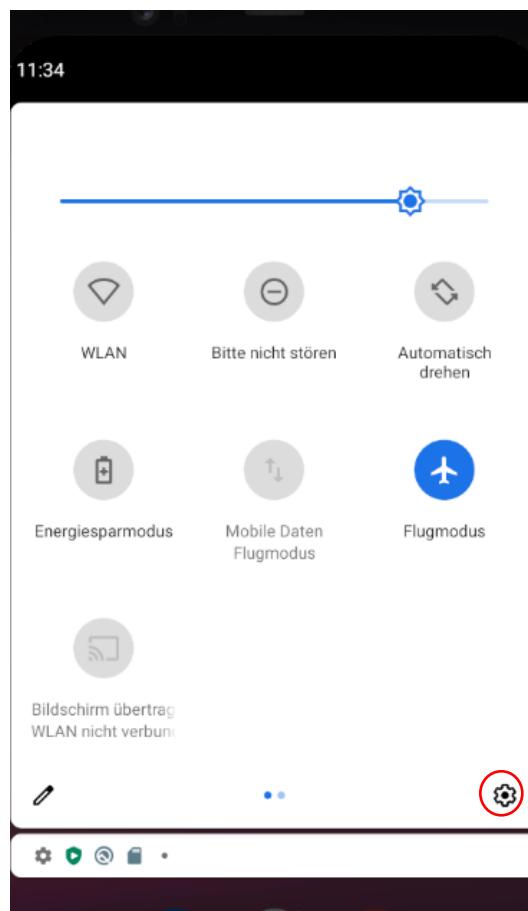 11:34
WLAN
Bitte nicht stören
Automatisch
drehen
Energiesparmodus
Mobile Daten
Flugmodus
Flugmodus
Bildschirm übertrag
WLAN nicht verbun